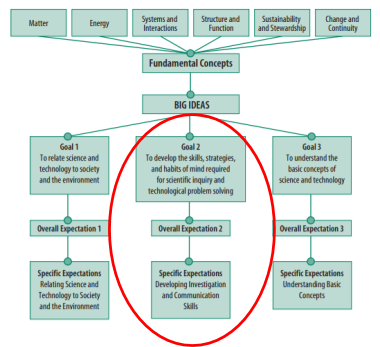 Matter
Energy
Systems and
Interactions
Structure and
Function
Sustainability
and Stewardship
Change and
Continuity
Fundamental Concepts
BIG IDEAS
Goal 1
To relate science and
technology to society
and the environment
Goal 2
To develop the skills, strategies,
and habits of mind required
for scientific inquiry and
technological problem solving
Goal 3
To understand the
basic concepts of
science and technology
Overall Expectation 1
Overall Expectation 2
Overall Expectation 3
Specific Expectations
Relating Science and
Technology to Society
and the Environment
Specific Expectations
Developing Investigation
and Communication
Skills
Specific Expectations
Understanding Basic
Concepts